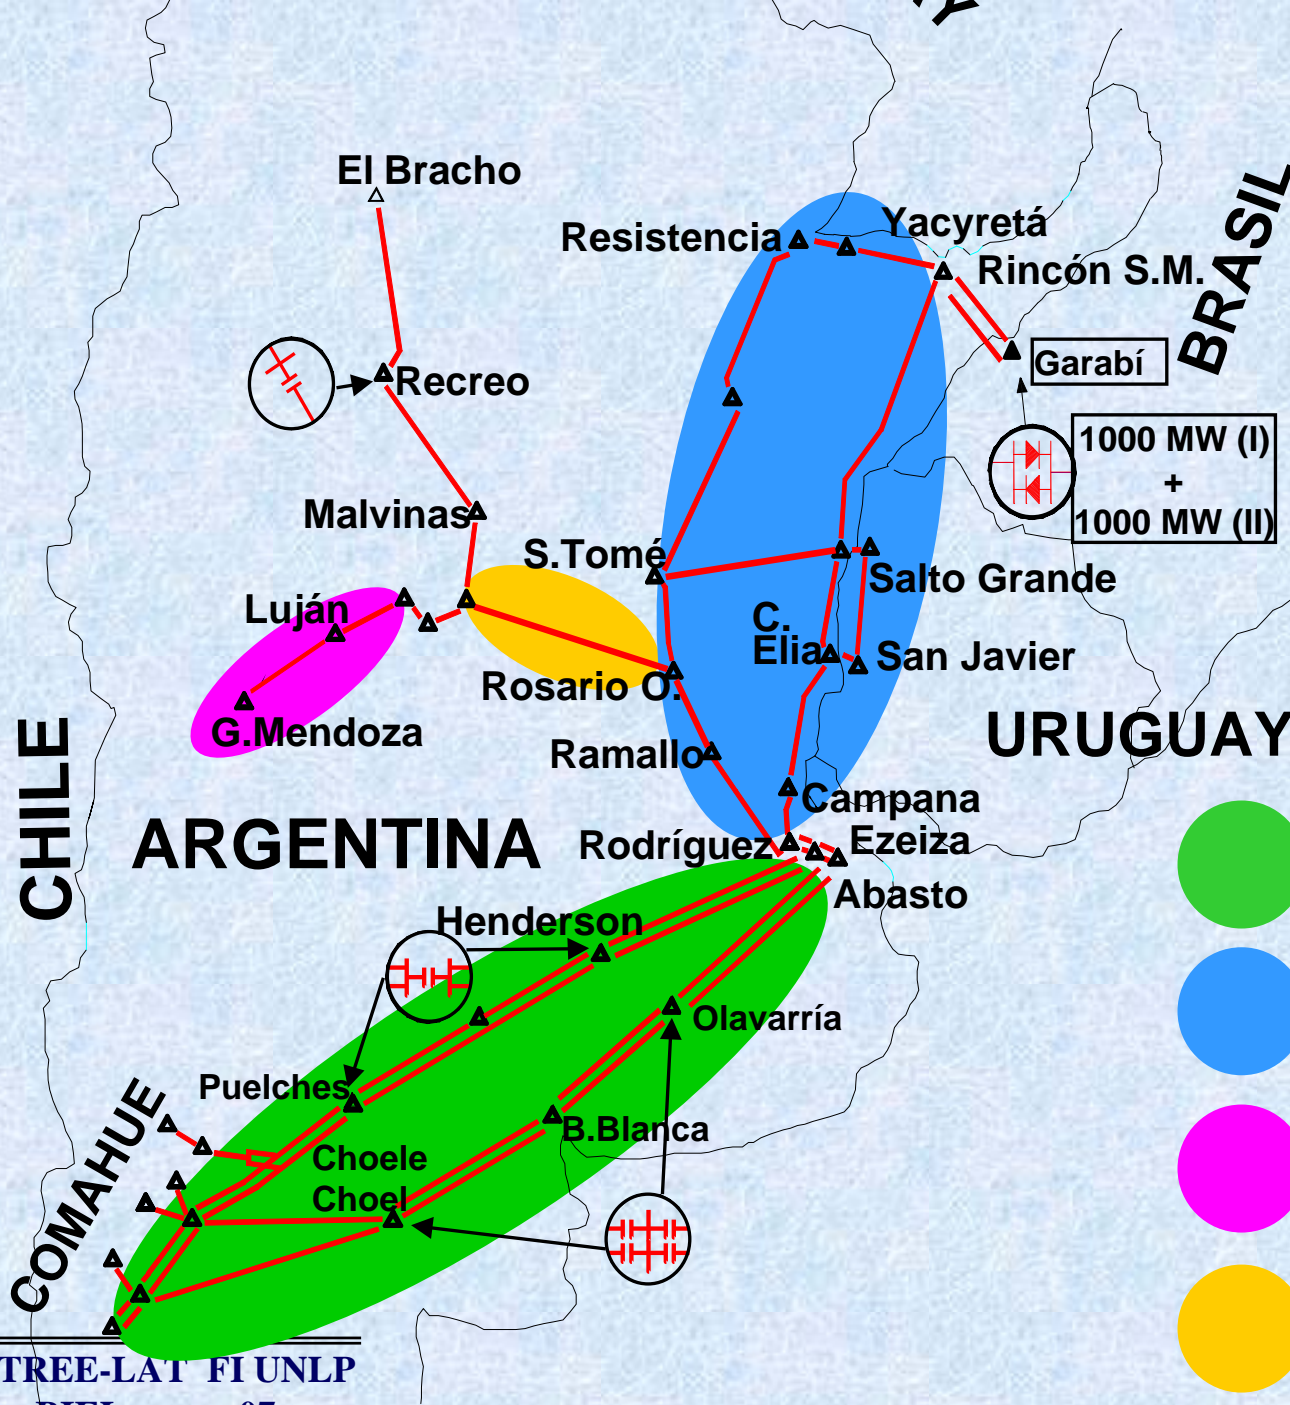 El Bracho
Resistencia
Yacyretá
Rincón S.M.
BRASIL
Garabí
Recreo
1000 MW (I)
+
1000 MW (II)
Malvinas
S.Tomé
Salto Grande
Luján
C.
Elia
San Javier
Rosario O.
G.Mendoza
URUGUAY
Ramallo
CHILE
ARGENTINA
Campana
Rodríguez
Ezeiza
Abasto
Henderson
Olavarría
Puelches
B.Blanca
COMAHUE
Choele
Choel
TREE-LAT FI UNLP